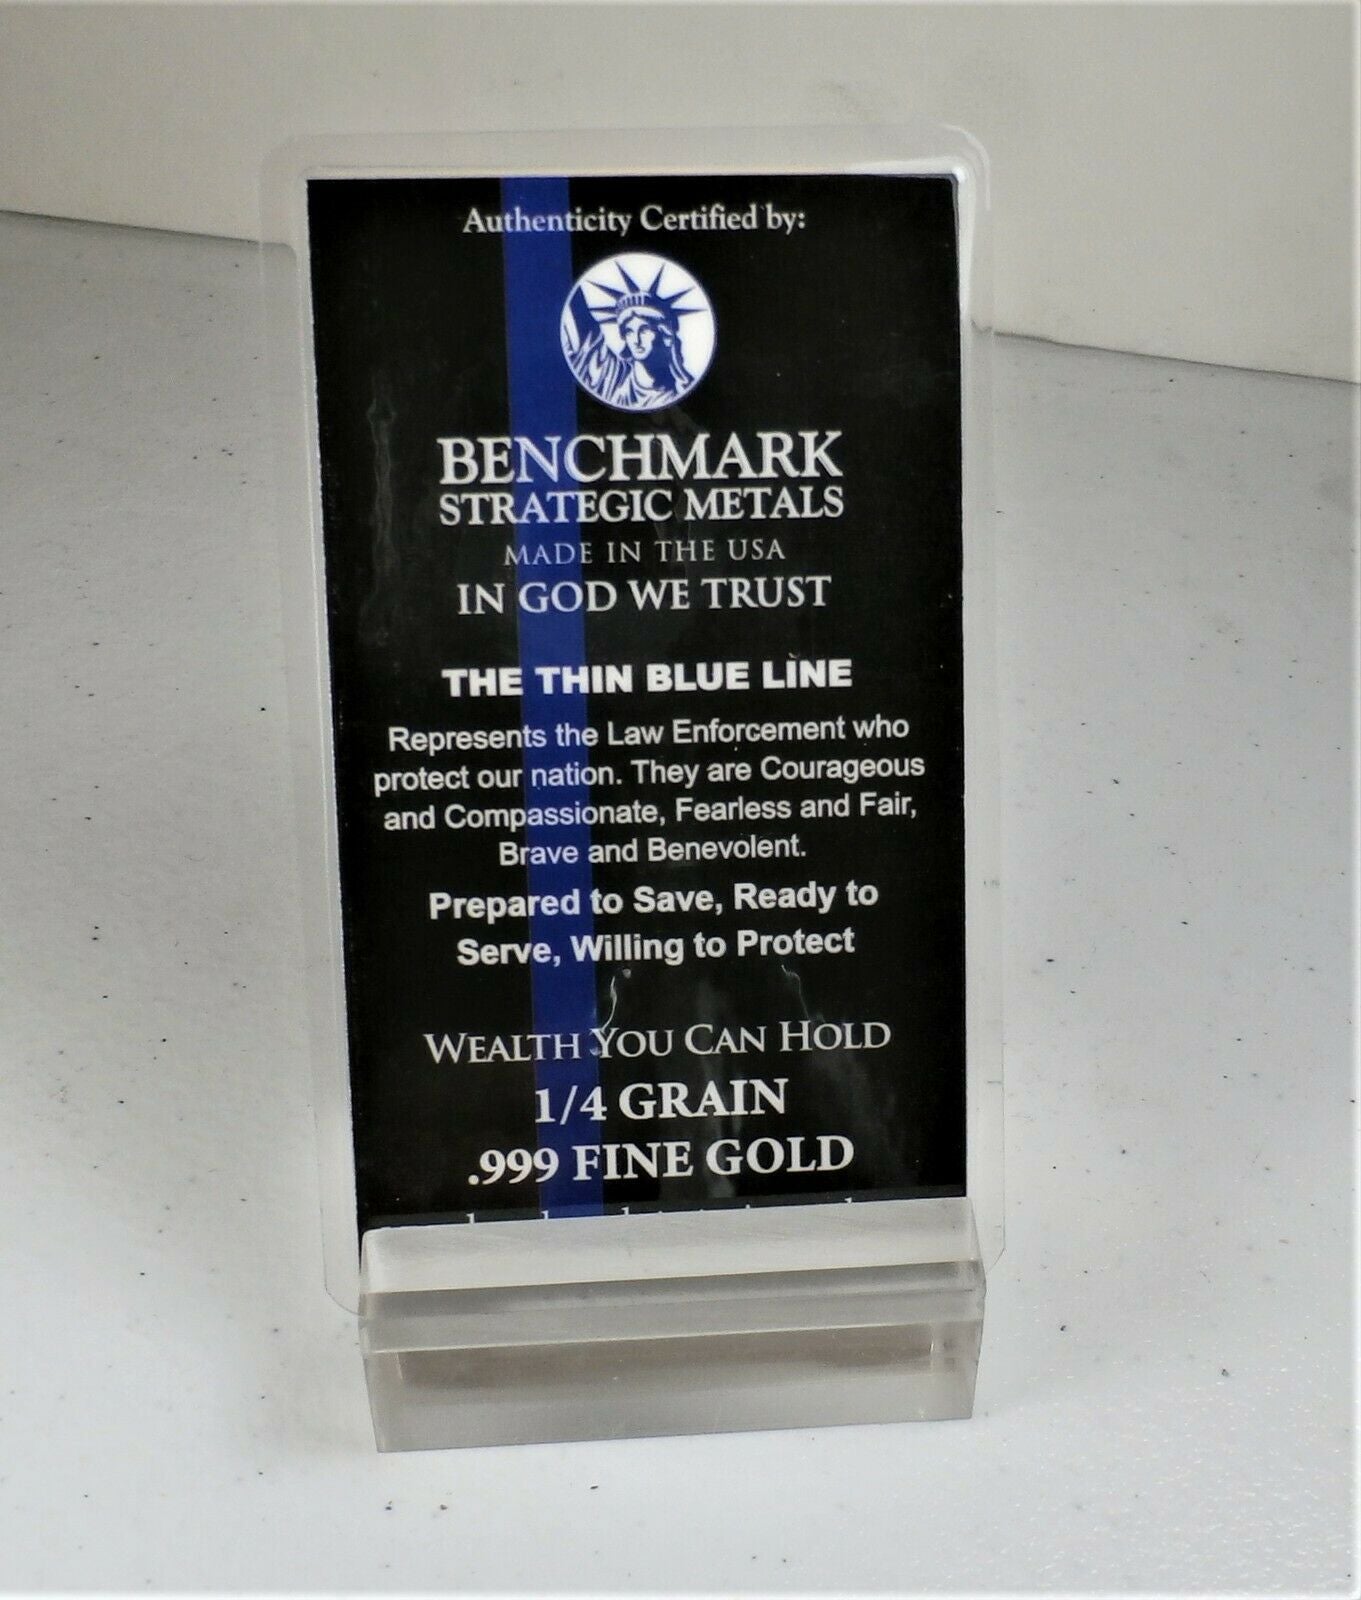 Authenticity Certified by:
BENCHMARK
STRATEGIC METALS
MADE IN THE USA
IN GOD WE TRUST
THE THIN BLUE LINE
Represents the Law Enforcement who
protect our nation. They are Courageous
and Compassionate, Fearless and Fair,
Brave and Benevolent.
Prepared to Save, Ready to
Serve, Willing to Protect
WEALTH YOU CAN HOLD
1/4 GRAIN
.999 FINE GOLD